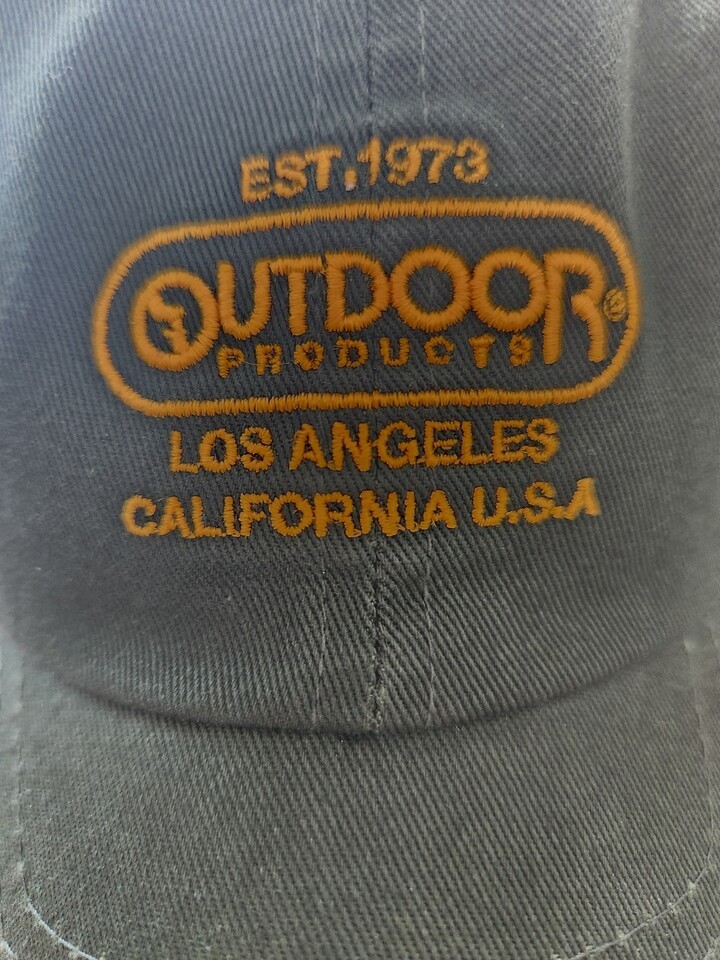 EST.1973
OUTDOOR®
PRODUCTS
LOS ANGELES
CALIFORNIA U.S.A